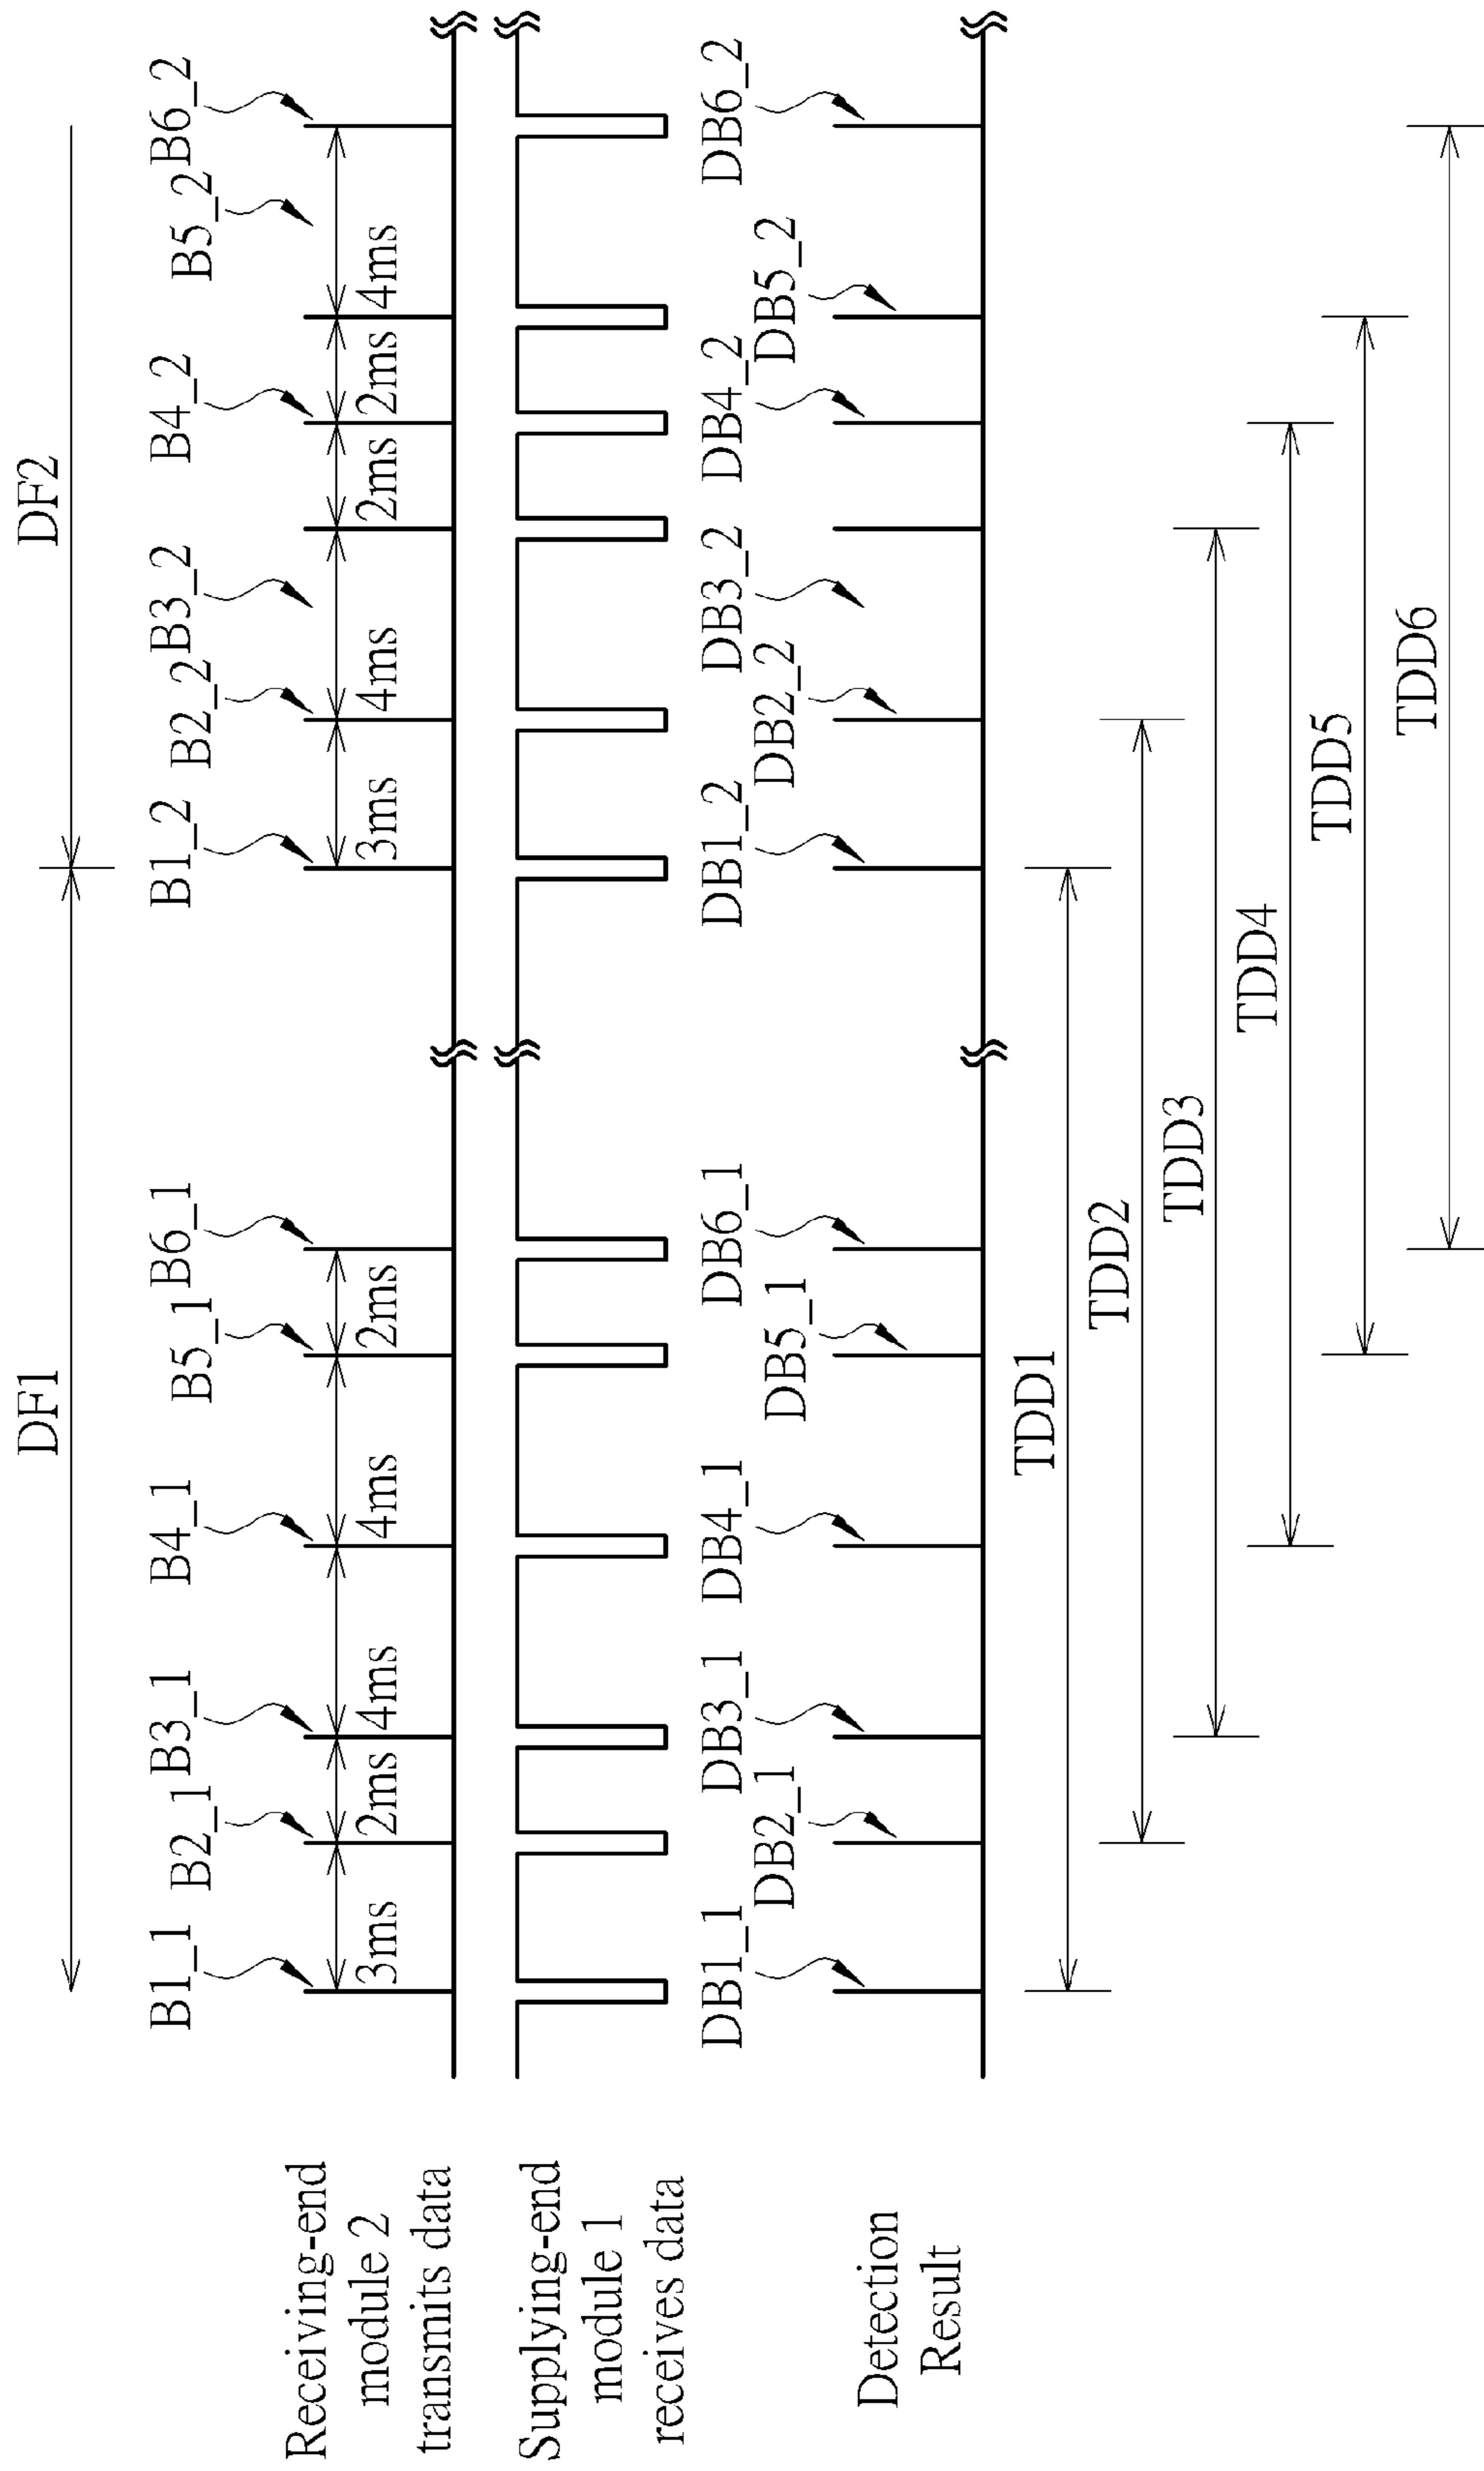 DF1
DF2
B1_1
B2_1
B3_1
B4_1
B5_1
B6_1
B1_2
B2_2
B3_2
B4_2
B5_2
B6_2
Receiving-end
module 2
transmits data
3ms
2ms
4ms
4ms
2ms
3ms
4ms
2ms
2ms
4ms
Supplying-end
module 1
receives data
DB1_1
DB2_1
DB3_1
DB4_1
DB5_1
DB6_1
DB1_2
DB2_2
DB3_2
DB4_2
DB5_2
DB6_2
Detection
Result
TDD1
TDD2
TDD3
TDD4
TDD5
TDD6